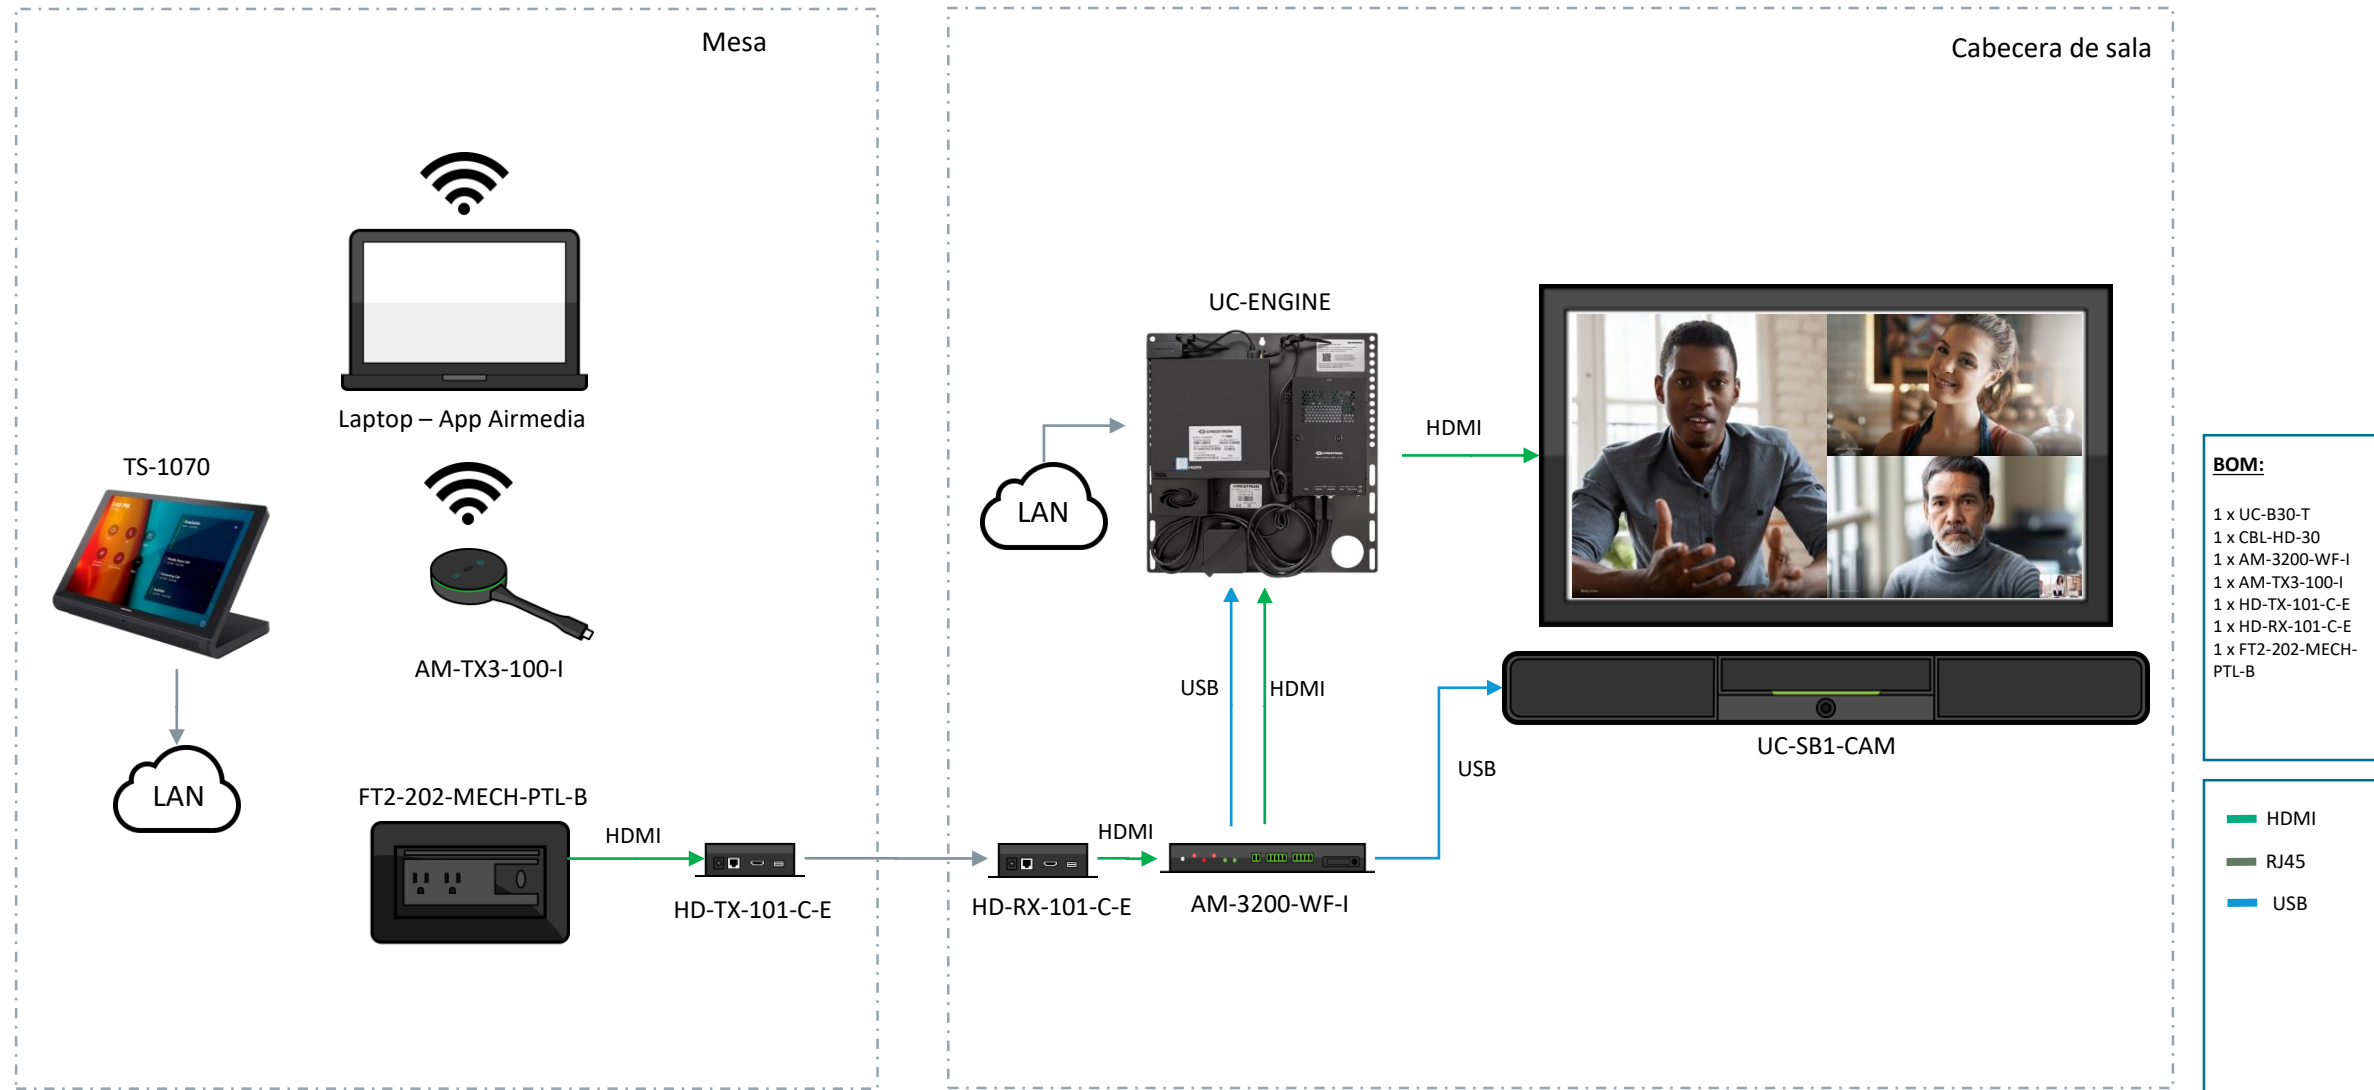 Mesa
Cabecera de sala
Laptop – App Airmedia
TS-1070
LAN
AM-TX3-100-I
FT2-202-MECH-PTL-B
HDMI
HD-TX-101-C-E
UC-ENGINE
CRESTRON
LAN
HDMI
USB
HDMI
USB
UC-SB1-CAM
HDMI
HD-RX-101-C-E
AM-3200-WF-I
BOM:
1 x UC-B30-T
1 x CBL-HD-30
1 x AM-3200-WF-I
1 x AM-TX3-100-I
1 x HD-TX-101-C-E
1 x HD-RX-101-C-E
1 x FT2-202-MECH-
PTL-B
HDMI
RJ45
USB